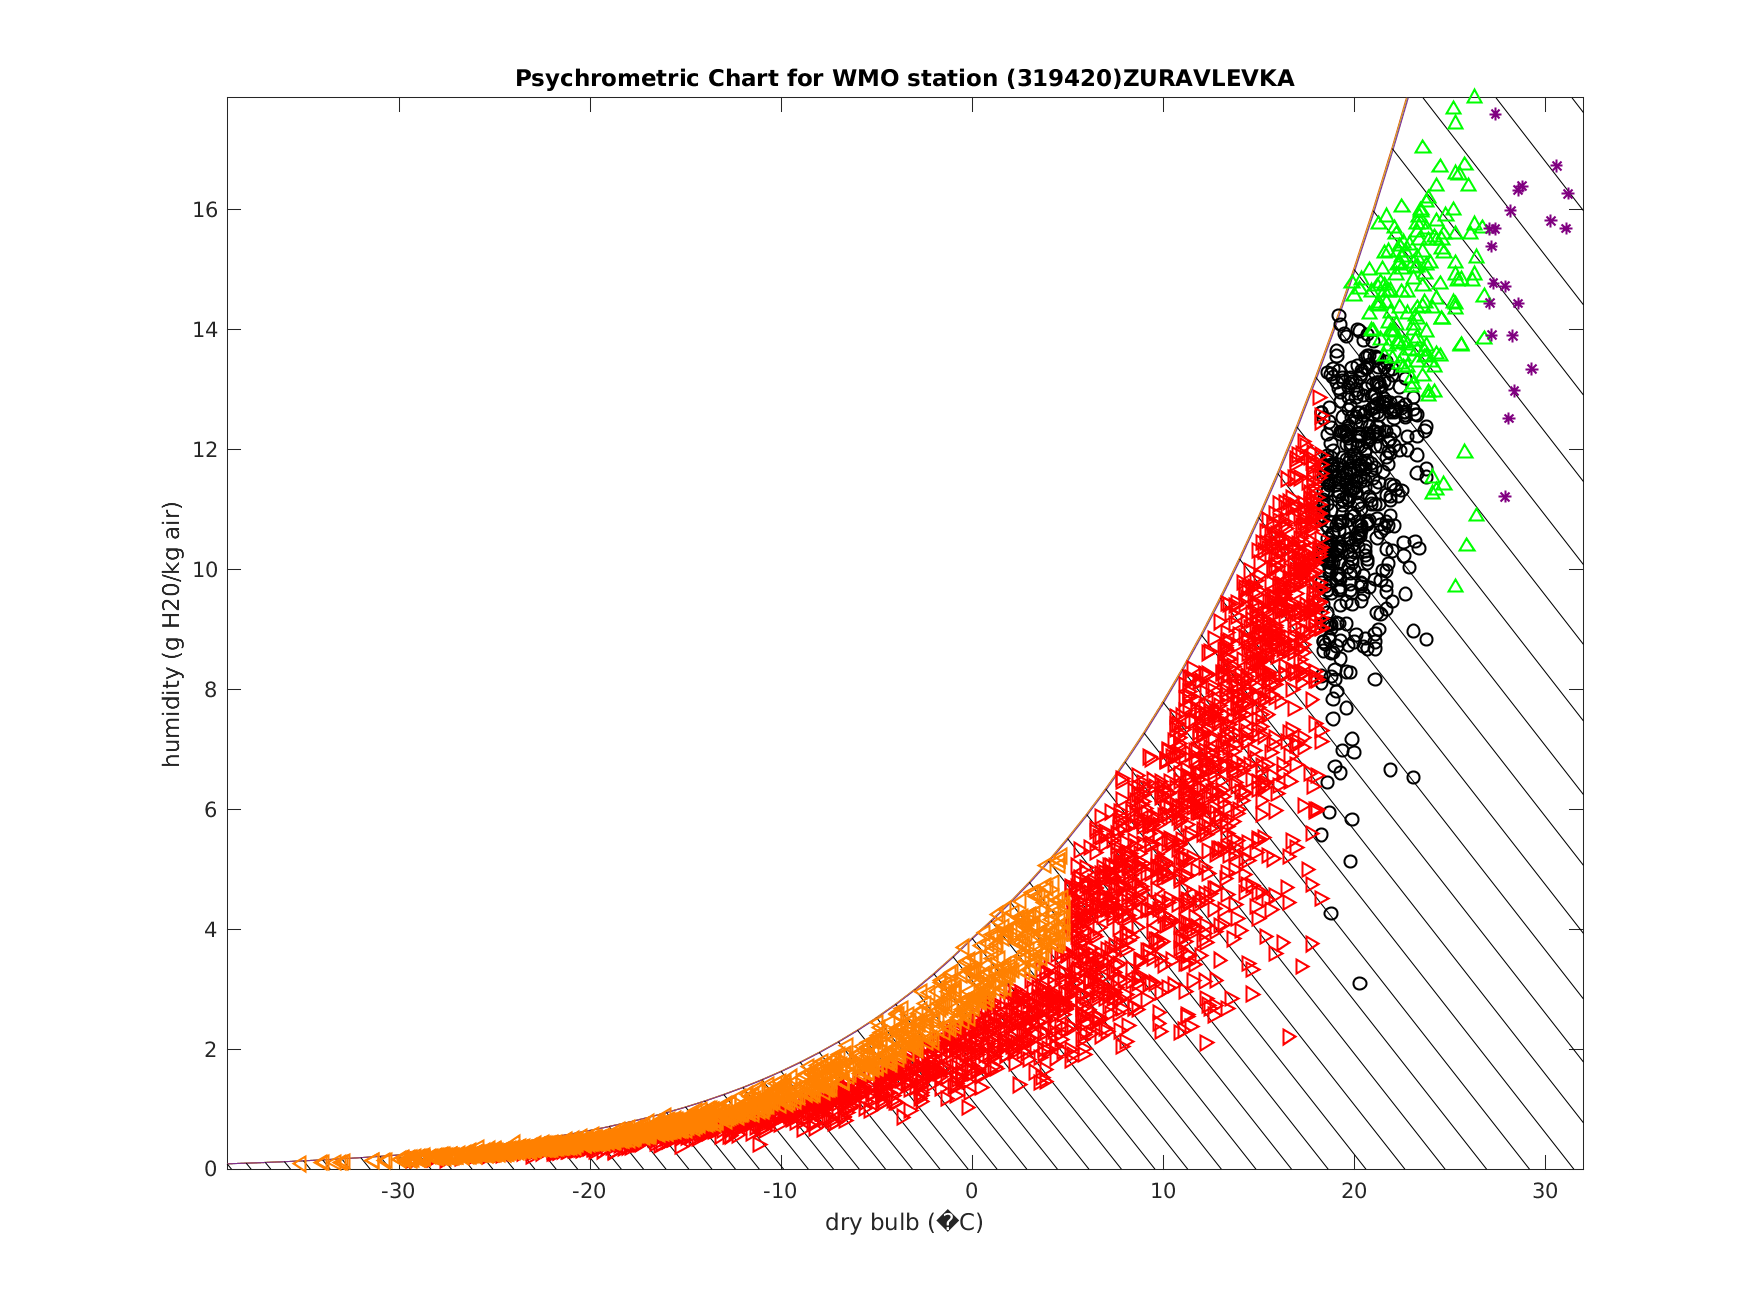 Psychrometric Chart for WMO station (319420)ZURAVLEVKA
humidity (g H20/kg air)
16
14
12
10
8
6
4
2
0
-30 -20 -10 0 10 20 30
dry bulb (�C)